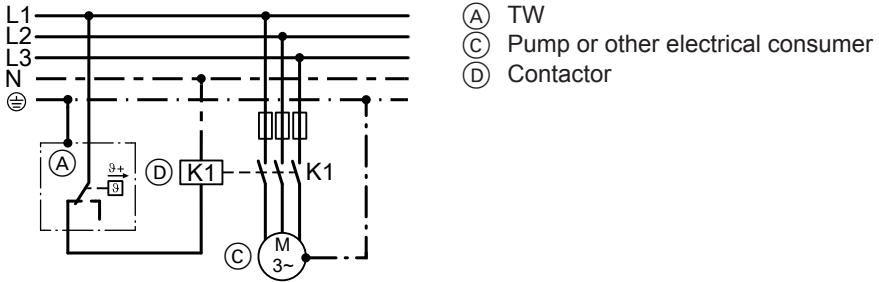 L1
L2
L3
N
A
ϑ+
ϑ
D K1 K1
C M
3~
A TW
C Pump or other electrical consumer
D Contactor